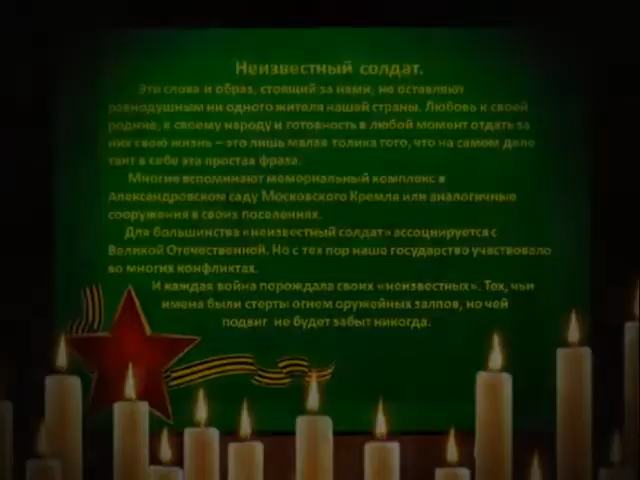 Неизвестный солдат.
Эти слова и образ, стоящий за нами, не оставляют
равнодушным ни одного жителя нашей страны. Любовь к своей
родине, к своему народу и готовность в любой момент отдать за
них свою жизнь – это лишь малая толика того, что на самом деле
таит в себе эта простая фраза.
Многие вспоминают мемориальный комплекс в
Александровском саду Московского Кремля или аналогичные
сооружения в своих поселениях.
Для большинства «неизвестный солдат» ассоциируется с
Великой Отечественной. Но с тех пор наше государство участвовало
во многих конфликтах.
И каждая война порождала своих «неизвестных». Тех, чьи
имена были стерты огнем оружейных залпов, но чей
подвиг не будет забыт никогда.